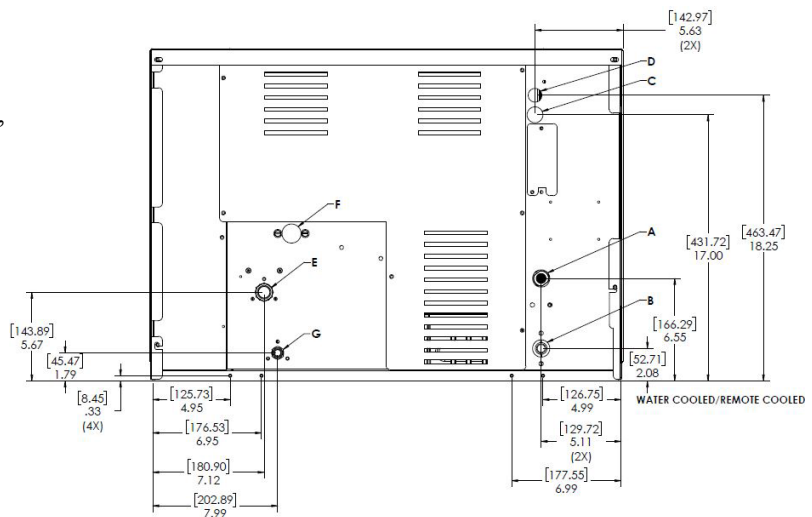 [142.97]
5.63
(2X)
D
C
F
A
E
B
G
[463.47]
18.25
[431.72]
17.00
[166.29]
6.55
[52.71]
2.08
[143.89]
5.67
[45.47]
1.79
[8.45]
.33
(4X)
[125.73]
4.95
[176.53]
6.95
[180.90]
7.12
[202.89]
7.99
[126.75]
4.99
WATER COOLED/REMOTE COOLED
[129.72]
5.11
(2X)
[177.55]
6.99